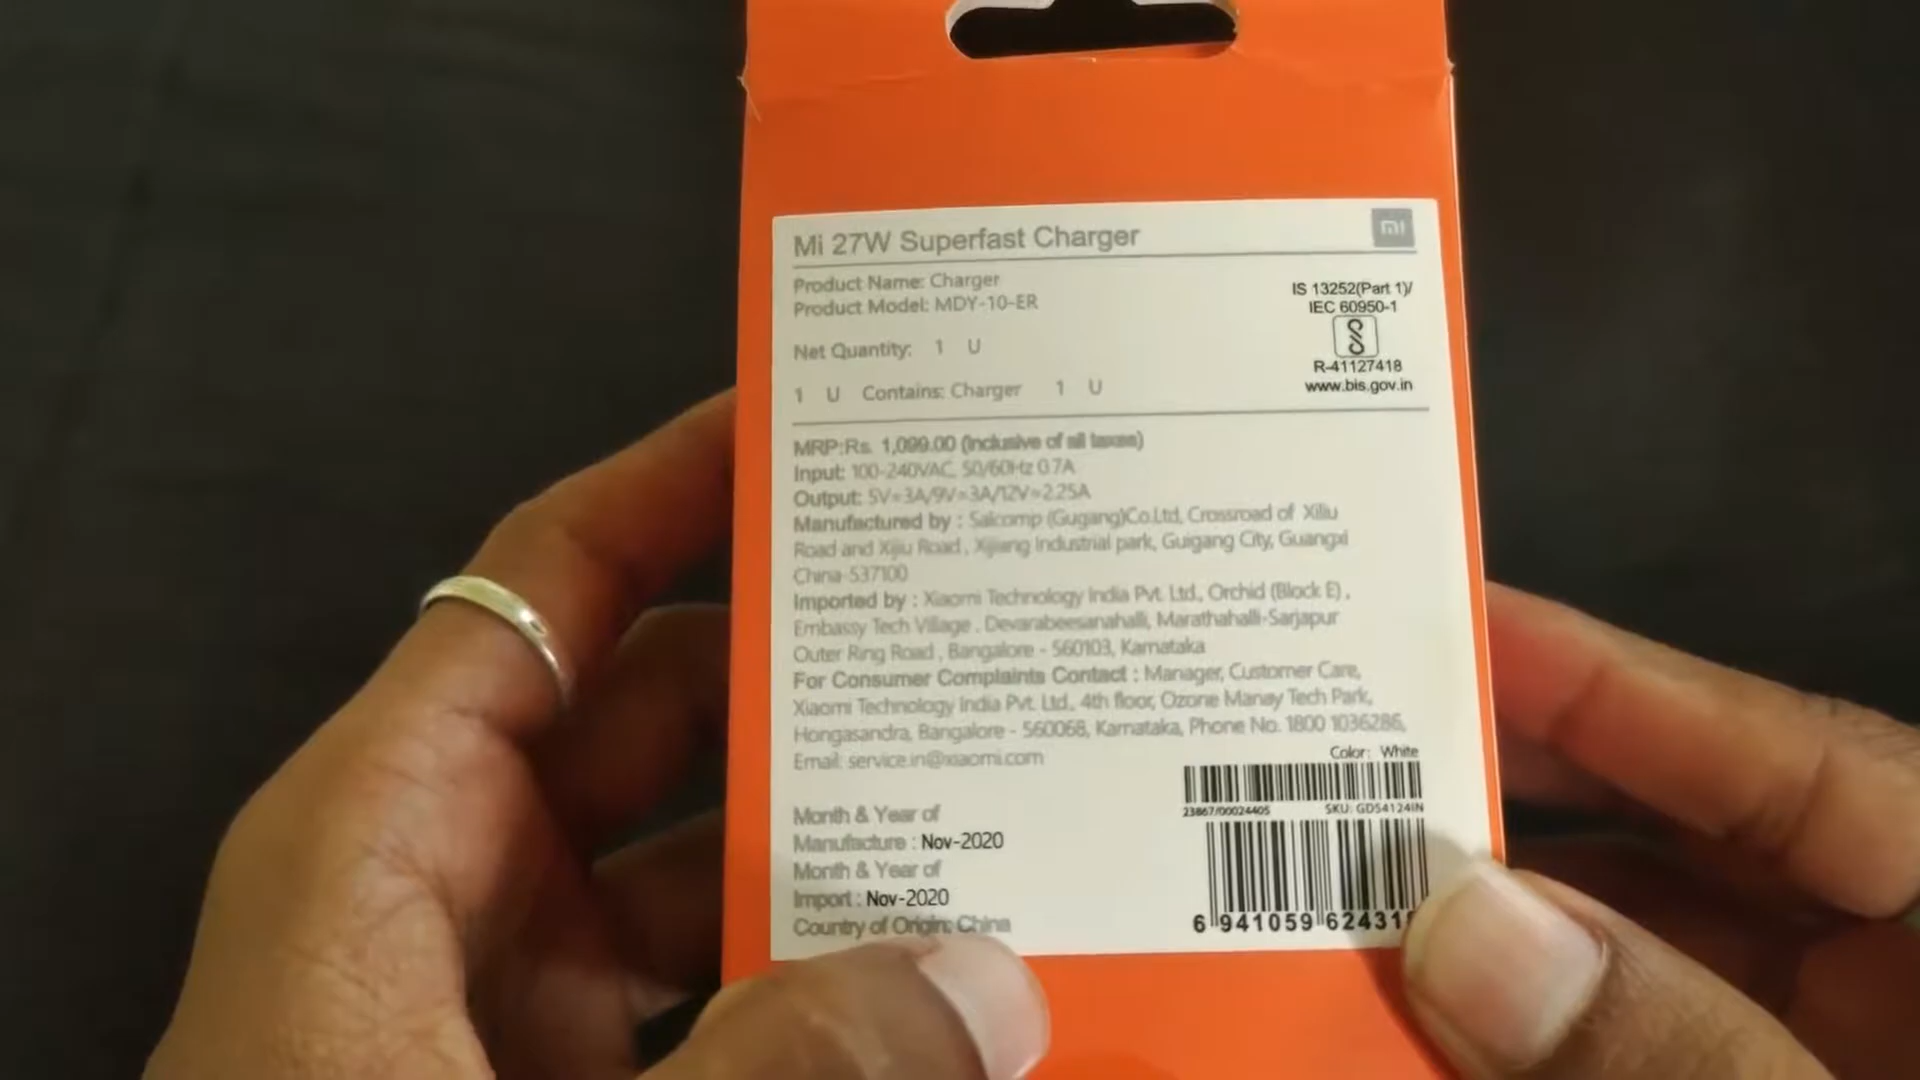 Mi 27W Superfast Charger
mi
Product Name: Charger
Product Model: MDY-10-ER
IS 13252(Part 1)/
IEC 60950-1
R-41127418
www.bis.gov.in
Net Quantity: 1 U
1 U Contains: Charger 1 U
MRP:Rs. 1,099.00 (Inclusive of all taxes)
Input: 100-240VAC, 50/60Hz 0.7A
Output: 5V=3A/9V=3A/12V=2.25A
Manufactured by : Salcomp (Gugang)Co.Ltd, Crossroad of Xiliu
Road and Xijiu Road, Xijiang Industrial park, Guigang City, Guangxi
China-537100
Imported by : Xiaomi Technology India Pvt. Ltd., Orchid (Block E),
Embassy Tech Village, Devarabeesanahalli, Marathahalli-Sarjapur
Outer Ring Road, Bangalore - 560103, Karnataka
For Consumer Complaints Contact : Manager, Customer Care,
Xiaomi Technology India Pvt. Ltd., 4th floor, Ozone Manay Tech Park,
Hongasandra, Bangalore - 560068, Karnataka, Phone No. 1800 1036286,
Email: service.in@xiaomi.com
Color: White
23867/00024405 SKU: GDS4124IN
Month & Year of
Manufacture : Nov-2020
Month & Year of
Import : Nov-2020
Country of Origin: China
6 941059 62431